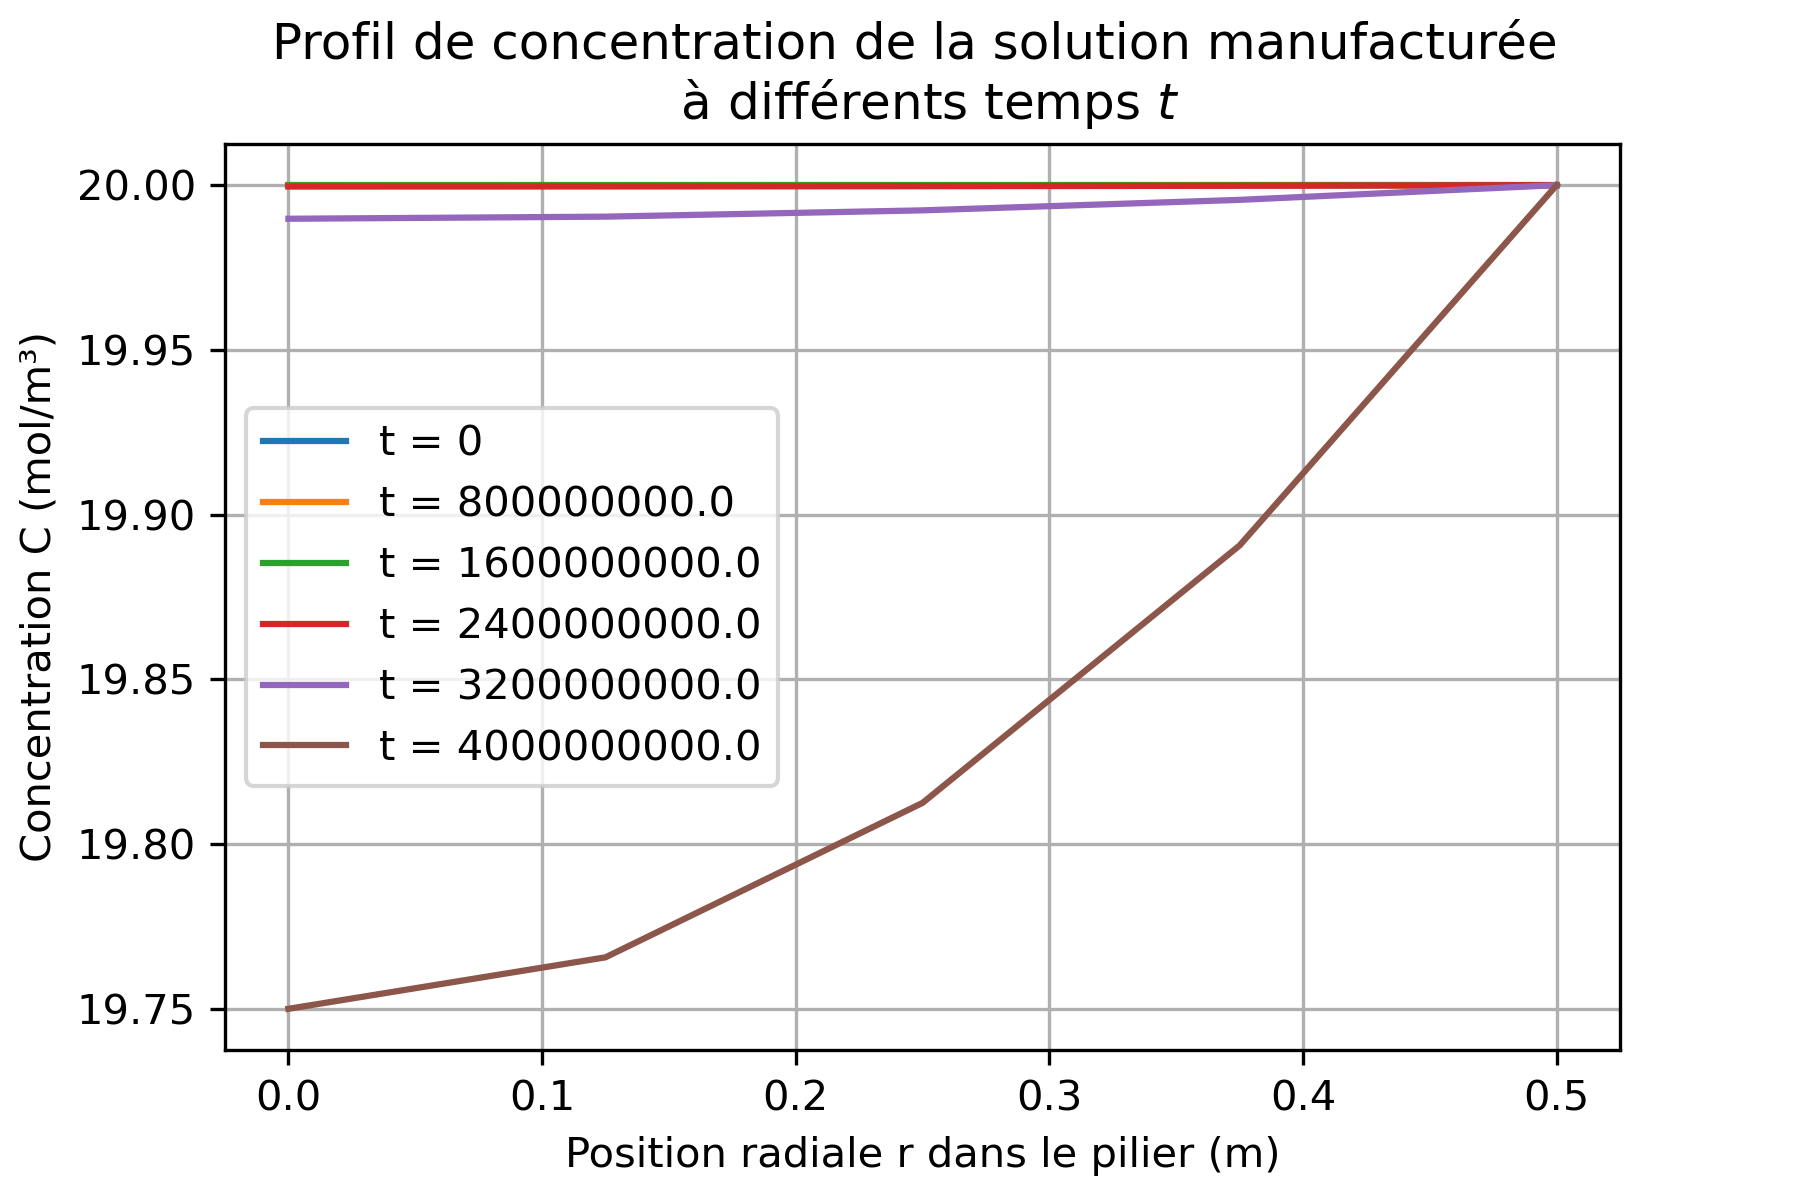 Profil de concentration de la solution manufacturée
à différents temps t
Concentration C (mol/m³)
20.00
19.95
19.90
19.85
19.80
19.75
t = 0
t = 800000000.0
t = 1600000000.0
t = 2400000000.0
t = 3200000000.0
t = 4000000000.0
0.0 0.1 0.2 0.3 0.4 0.5
Position radiale r dans le pilier (m)